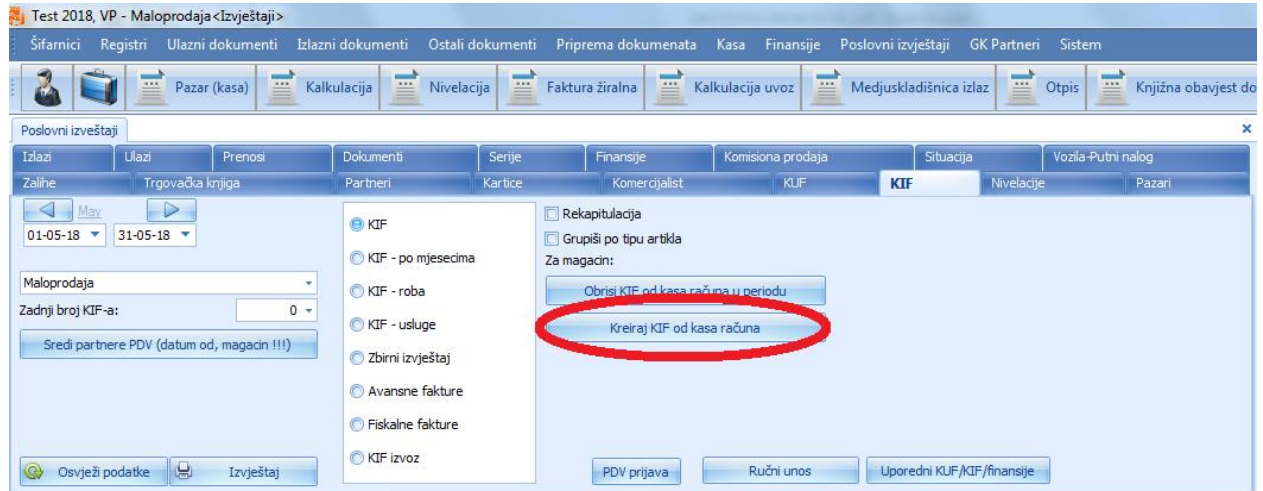 Test 2018, VP - Maloprodaja<Izvještaji>
Šifarnici Registri Ulazni dokumenti Izlazni dokumenti Ostali dokumenti Priprema dokumenata Kasa Finansije Poslovni izvještaji GK Partneri Sistem
Pazar (kasa) Kalkulacija Nivelacija Faktura žiralna Kalkulacija uvoz Medjuskladišnica izlaz Otpis Knjižna obavjest do
Poslovni izveštaji
Izlazi Ulazi Prenosi Dokumenti Serije Finansije Komisiona prodaja Situacija Vozila-Putni nalog
Zalihe Trgovačka knjiga Partneri Kartice Komercijalist KUF KIF Nivelacije Pazari
May
01-05-18 31-05-18
Maloprodaja
Zadnji broj KIF-a: 0
Sredi partnere PDV (datum od, magacin !!!)
KIF
KIF - po mjesecima
KIF - roba
KIF - usluge
Zbirni izvještaj
Avansne fakture
Fiskalne fakture
KIF izvoz
Rekapitulacija
Grupiši po tipu artikla
Za magacin:
Obrisi KIF od kasa računa u periodu
Kreiraj KIF od kasa računa
Osvježi podatke Izvještaj PDV prijava Ručni unos Uporedni KUF/KIF/finansije